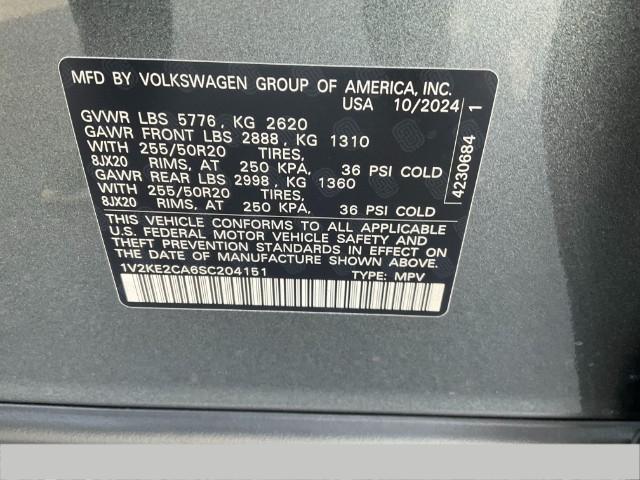 MFD BY VOLKSWAGEN GROUP OF AMERICA, INC.
USA 10/2024
GVWR LBS 5776, KG 2620
GAWR FRONT LBS 2888, KG 1310
WITH 255/50R20 TIRES,
8JX20 RIMS, AT 250 KPA, 36 PSI COLD
GAWR REAR LBS 2998, KG 1360
WITH 255/50R20 TIRES,
8JX20 RIMS, AT 250 KPA, 36 PSI COLD
THIS VEHICLE CONFORMS TO ALL APPLICABLE
U.S. FEDERAL MOTOR VEHICLE SAFETY AND
THEFT PREVENTION STANDARDS IN EFFECT ON
THE DATE OF MANUFACTURE SHOWN ABOVE.
1V2KE2CA6SC204151 TYPE: MPV
4230684 1